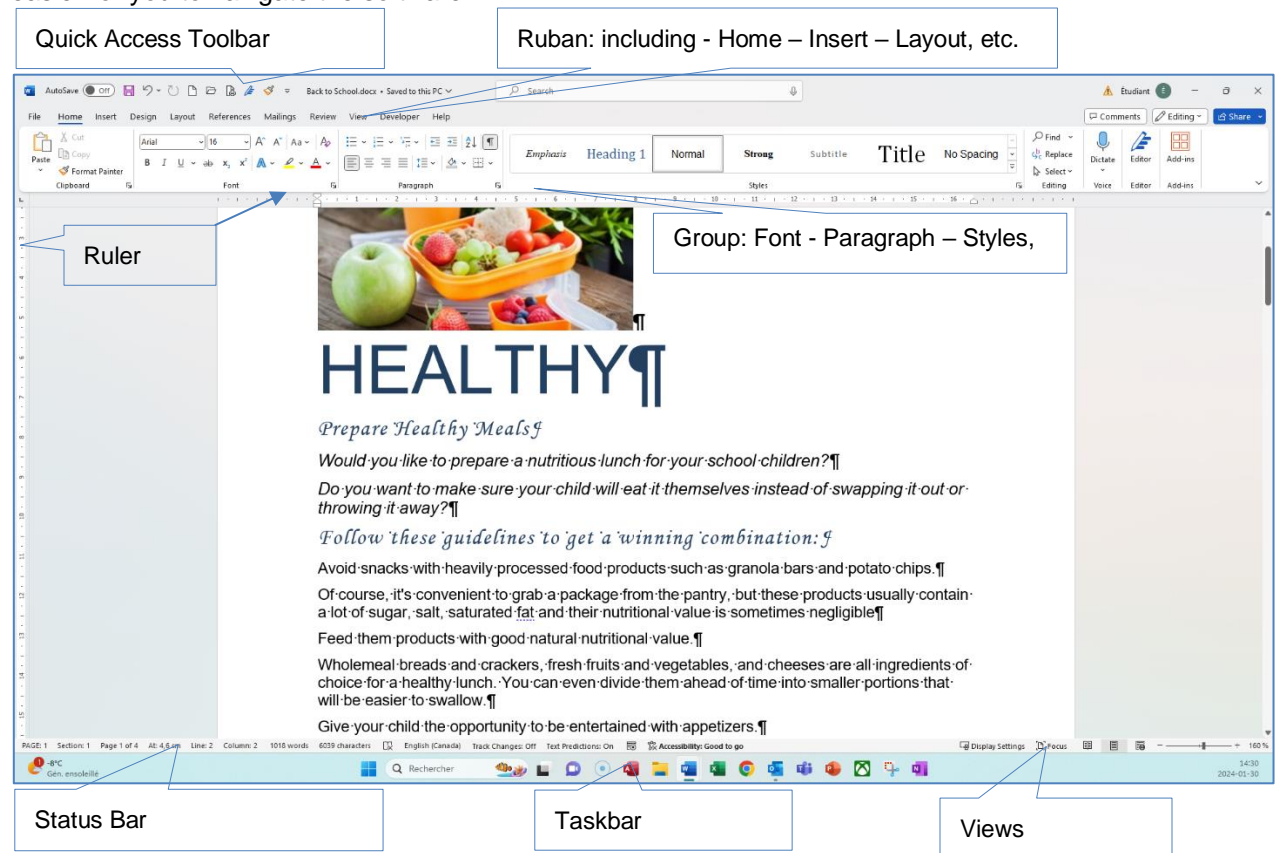 Quick Access Toolbar
Ruban: including - Home – Insert – Layout, etc.
AutoSave Off Back to School.docx • Saved to this PC Search Étudiant E
File Home Insert Design Layout References Mailings Review View Developer Help Comments Editing Share
Paste Cut Copy Format Painter
Arial 16
Emphasis Heading 1 Normal Strong Subtitle Title No Spacing
Find Replace Select
Dictate Editor Add-ins
Clipboard Font Paragraph Styles Editing Voice Editor Add-ins
Ruler
Group: Font - Paragraph – Styles,
HEALTHY¶
Prepare Healthy Meals¶
Would·you·like·to·prepare·a·nutritious·lunch·for·your·school·children?¶
Do·you·want·to·make·sure·your·child·will·eat·it·themselves·instead·of·swapping·it·out·or·
throwing·it·away?¶
Follow these guidelines to get a winning combination:¶
Avoid·snacks·with·heavily·processed·food·products·such·as·granola·bars·and·potato·chips.¶
Of·course,·it's·convenient·to·grab·a·package·from·the·pantry,·but·these·products·usually·contain·
a·lot·of·sugar,·salt,·saturated·fat·and·their·nutritional·value·is·sometimes·negligible¶
Feed·them·products·with·good·natural·nutritional·value.¶
Wholemeal·breads·and·crackers,·fresh·fruits·and·vegetables,·and·cheeses·are·all·ingredients·of·
choice·for·a·healthy·lunch.·You·can·even·divide·them·ahead·of·time·into·smaller·portions·that·
will·be·easier·to·swallow.¶
Give·your·child·the·opportunity·to·be·entertained·with·appetizers.¶
PAGE: 1 Section: 1 Page 1 of 4 At: 4,6 cm Line: 2 Column: 2 1018 words 6039 characters English (Canada) Track Changes: Off Text Predictions: On Accessibility: Good to go Display Settings Focus 160 %
-8°C
Gén. ensoleillé
Rechercher
14:30
2024-01-30
Status Bar
Taskbar
Views